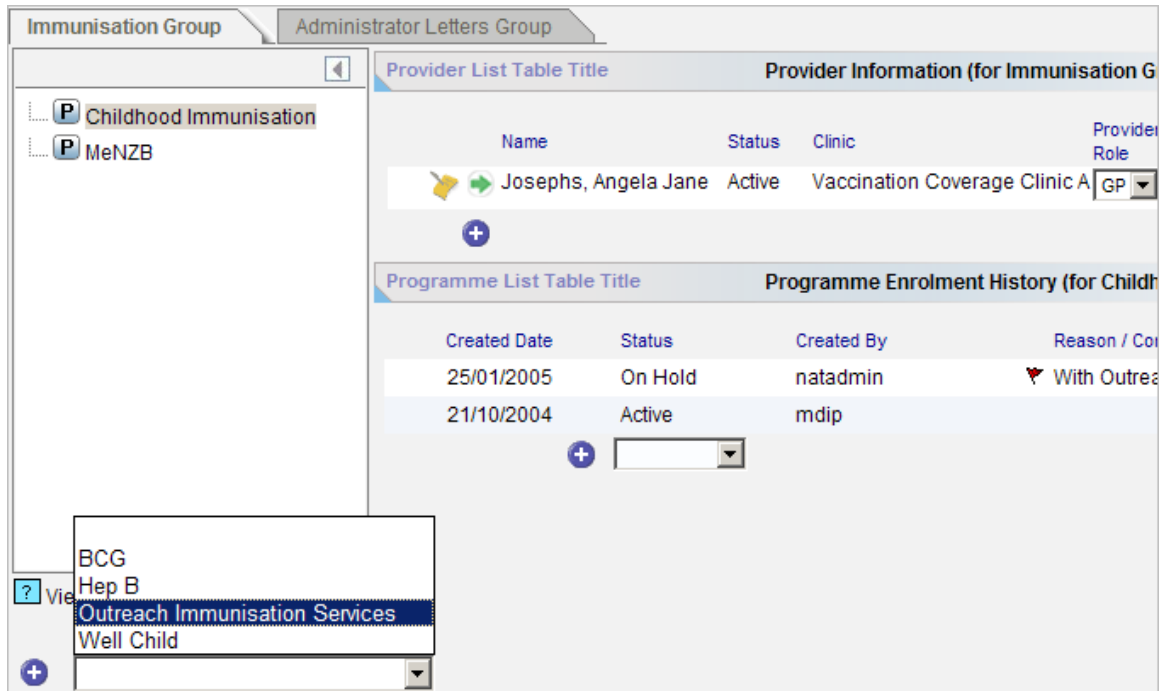 Immunisation Group Administrator Letters Group
P Childhood Immunisation
P MeNZB
Provider List Table Title Provider Information (for Immunisation G
Name Status Clinic Provider Role
Josephs, Angela Jane Active Vaccination Coverage Clinic A GP
Programme List Table Title Programme Enrolment History (for Childh
Created Date Status Created By Reason / Co
25/01/2005 On Hold natadmin With Outrea
21/10/2004 Active mdip
BCG
Hep B
Outreach Immunisation Services
Well Child
? Vie